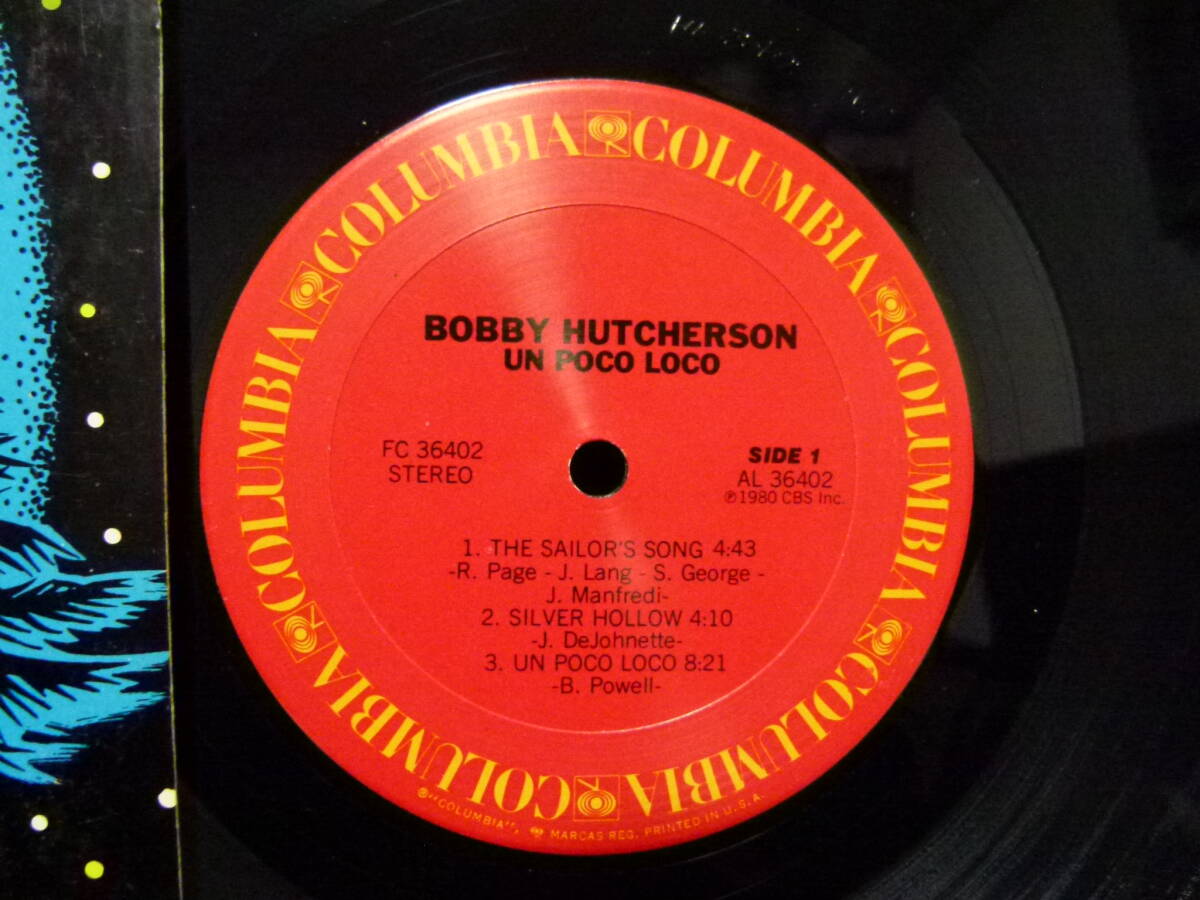 COLUMBIA COLUMBIA COLUMBIA COLUMBIA COLUMBIA COLUMBIA
BOBBY HUTCHERSON
UN POCO LOCO
FC 36402
STEREO
SIDE 1
AL 36402
℗1980 CBS Inc.
1. THE SAILOR'S SONG 4:43
-R. Page - J. Lang - S. George -
J. Manfredi-
2. SILVER HOLLOW 4:10
-J. DeJohnette-
3. UN POCO LOCO 8:21
-B. Powell-
®"COLUMBIA", MARCAS REG. PRINTED IN U.S.A.